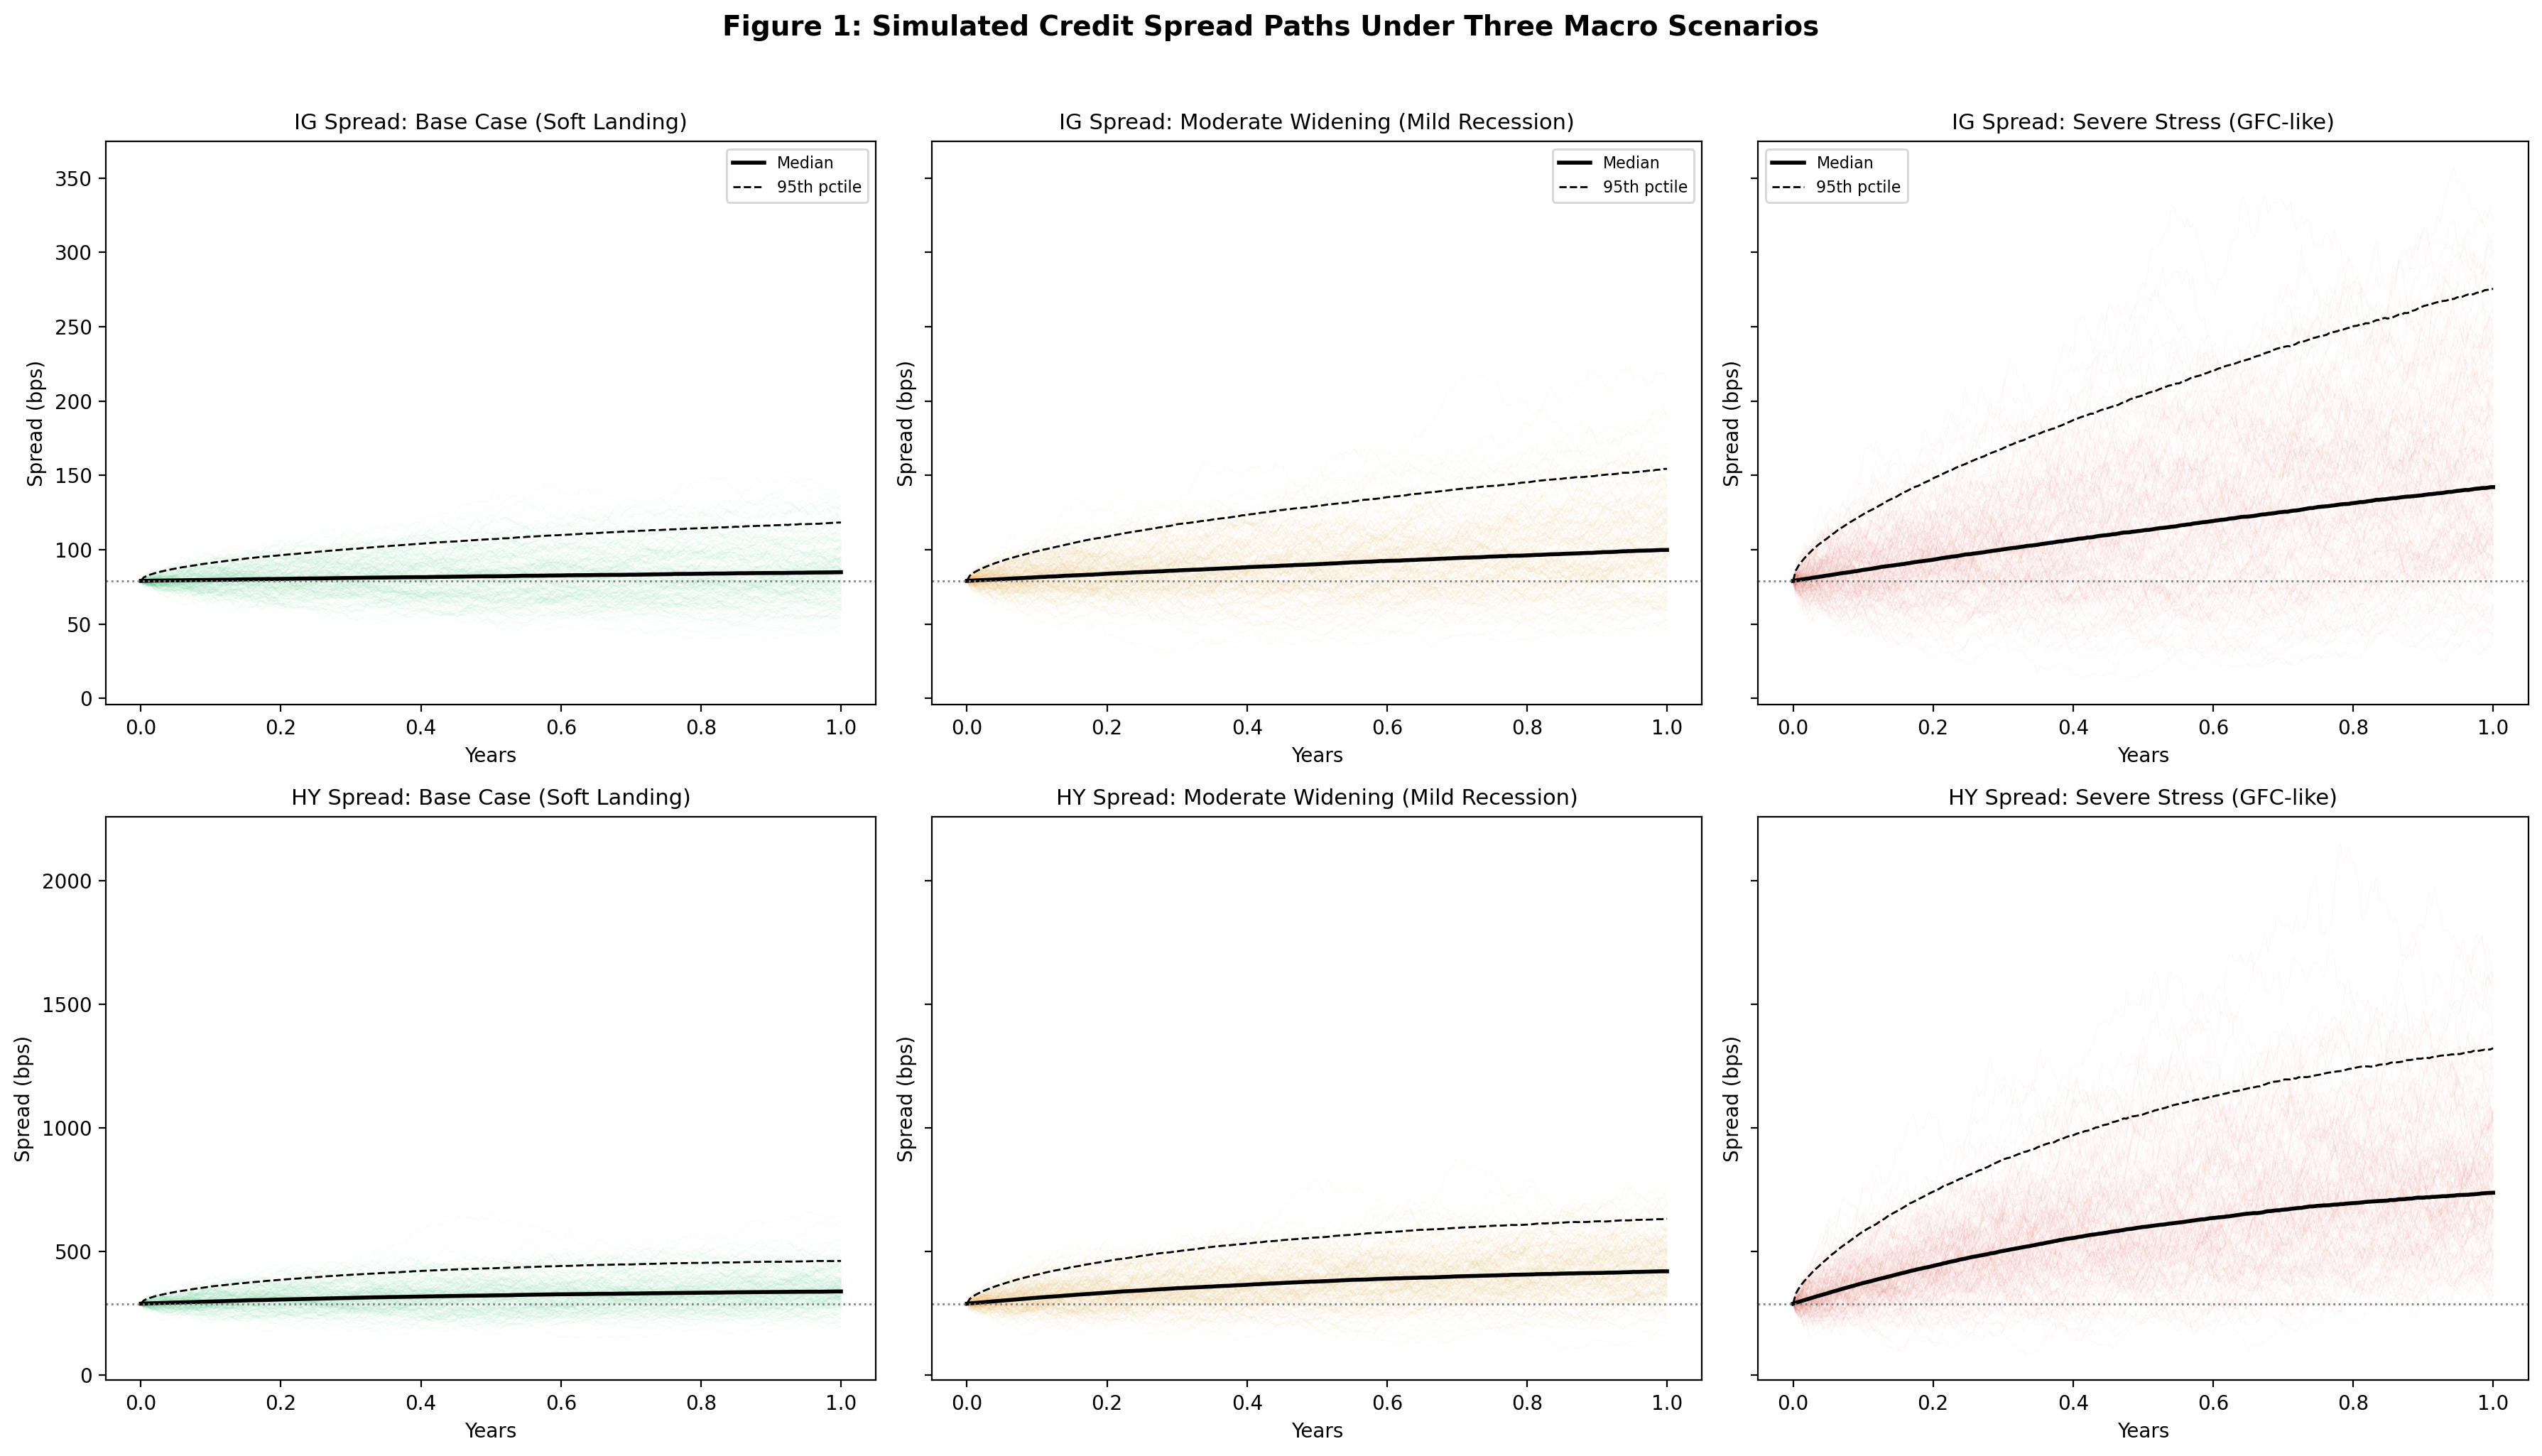 Figure 1: Simulated Credit Spread Paths Under Three Macro Scenarios
IG Spread: Base Case (Soft Landing)
Median
95th pctile
350
300
250
200
150
100
50
0
Spread (bps)
0.0 0.2 0.4 0.6 0.8 1.0
Years
IG Spread: Moderate Widening (Mild Recession)
Median
95th pctile
Spread (bps)
0.0 0.2 0.4 0.6 0.8 1.0
Years
IG Spread: Severe Stress (GFC-like)
Median
95th pctile
Spread (bps)
0.0 0.2 0.4 0.6 0.8 1.0
Years
HY Spread: Base Case (Soft Landing)
2000
1500
1000
500
0
Spread (bps)
0.0 0.2 0.4 0.6 0.8 1.0
Years
HY Spread: Moderate Widening (Mild Recession)
Spread (bps)
0.0 0.2 0.4 0.6 0.8 1.0
Years
HY Spread: Severe Stress (GFC-like)
Spread (bps)
0.0 0.2 0.4 0.6 0.8 1.0
Years